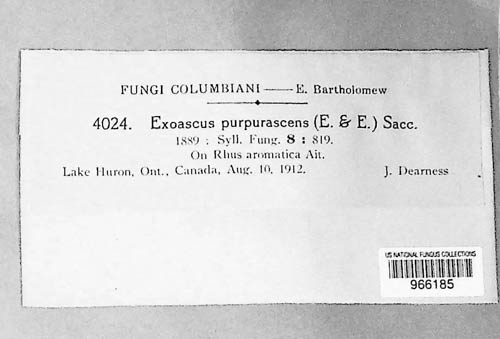 FUNGI COLUMBIANI — E. Bartholomew
4024. Exoascus purpurascens (E. & E.) Sacc.
1889 ; Syll. Fung. 8 : 819.
On Rhus aromatica Ait.
Lake Huron, Ont., Canada, Aug. 10, 1912. J. Dearness
US NATIONAL FUNGUS COLLECTIONS
966185